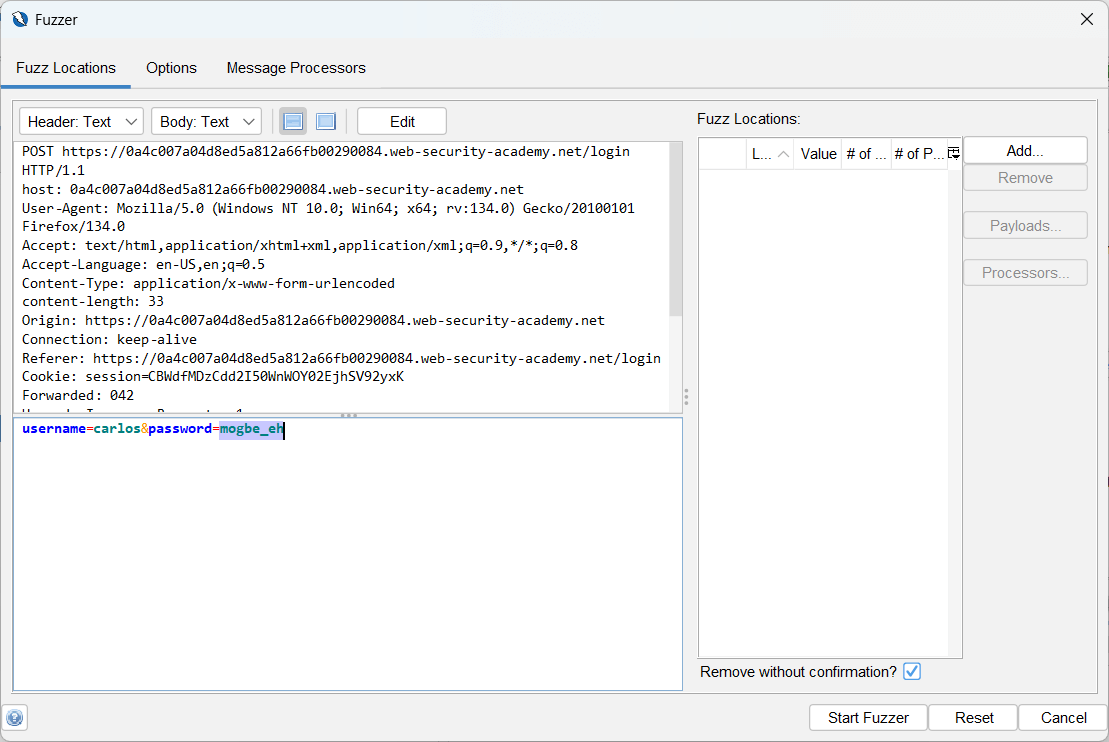 Fuzzer
Fuzz Locations Options Message Processors
Header: Text Body: Text Edit
POST https://0a4c007a04d8ed5a812a66fb00290084.web-security-academy.net/login
HTTP/1.1
host: 0a4c007a04d8ed5a812a66fb00290084.web-security-academy.net
User-Agent: Mozilla/5.0 (Windows NT 10.0; Win64; x64; rv:134.0) Gecko/20100101
Firefox/134.0
Accept: text/html,application/xhtml+xml,application/xml;q=0.9,*/*;q=0.8
Accept-Language: en-US,en;q=0.5
Content-Type: application/x-www-form-urlencoded
content-length: 33
Origin: https://0a4c007a04d8ed5a812a66fb00290084.web-security-academy.net
Connection: keep-alive
Referer: https://0a4c007a04d8ed5a812a66fb00290084.web-security-academy.net/login
Cookie: session=CBWdfMDzCdd2I50WnWOY02EjhSV92yxK
Forwarded: 042
username=carlos&password=mogbe_eh
Fuzz Locations:
L... Value # of ... # of P...
Add...
Remove
Payloads...
Processors...
Remove without confirmation?
Start Fuzzer Reset Cancel